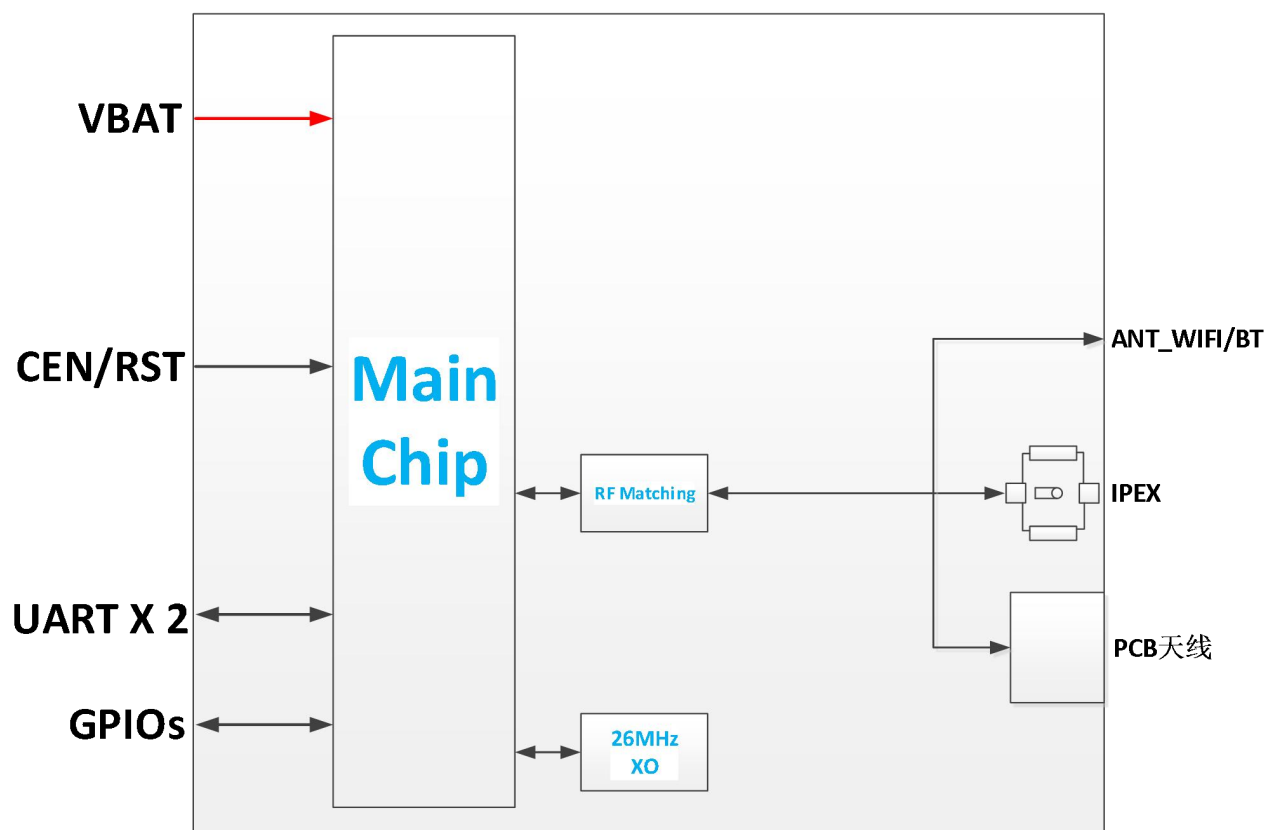 VBAT
CEN/RST
Main
Chip
ANT_WIFI/BT
RF Matching
IPEX
UART X 2
PCB天线
GPIOs
26MHz
XO